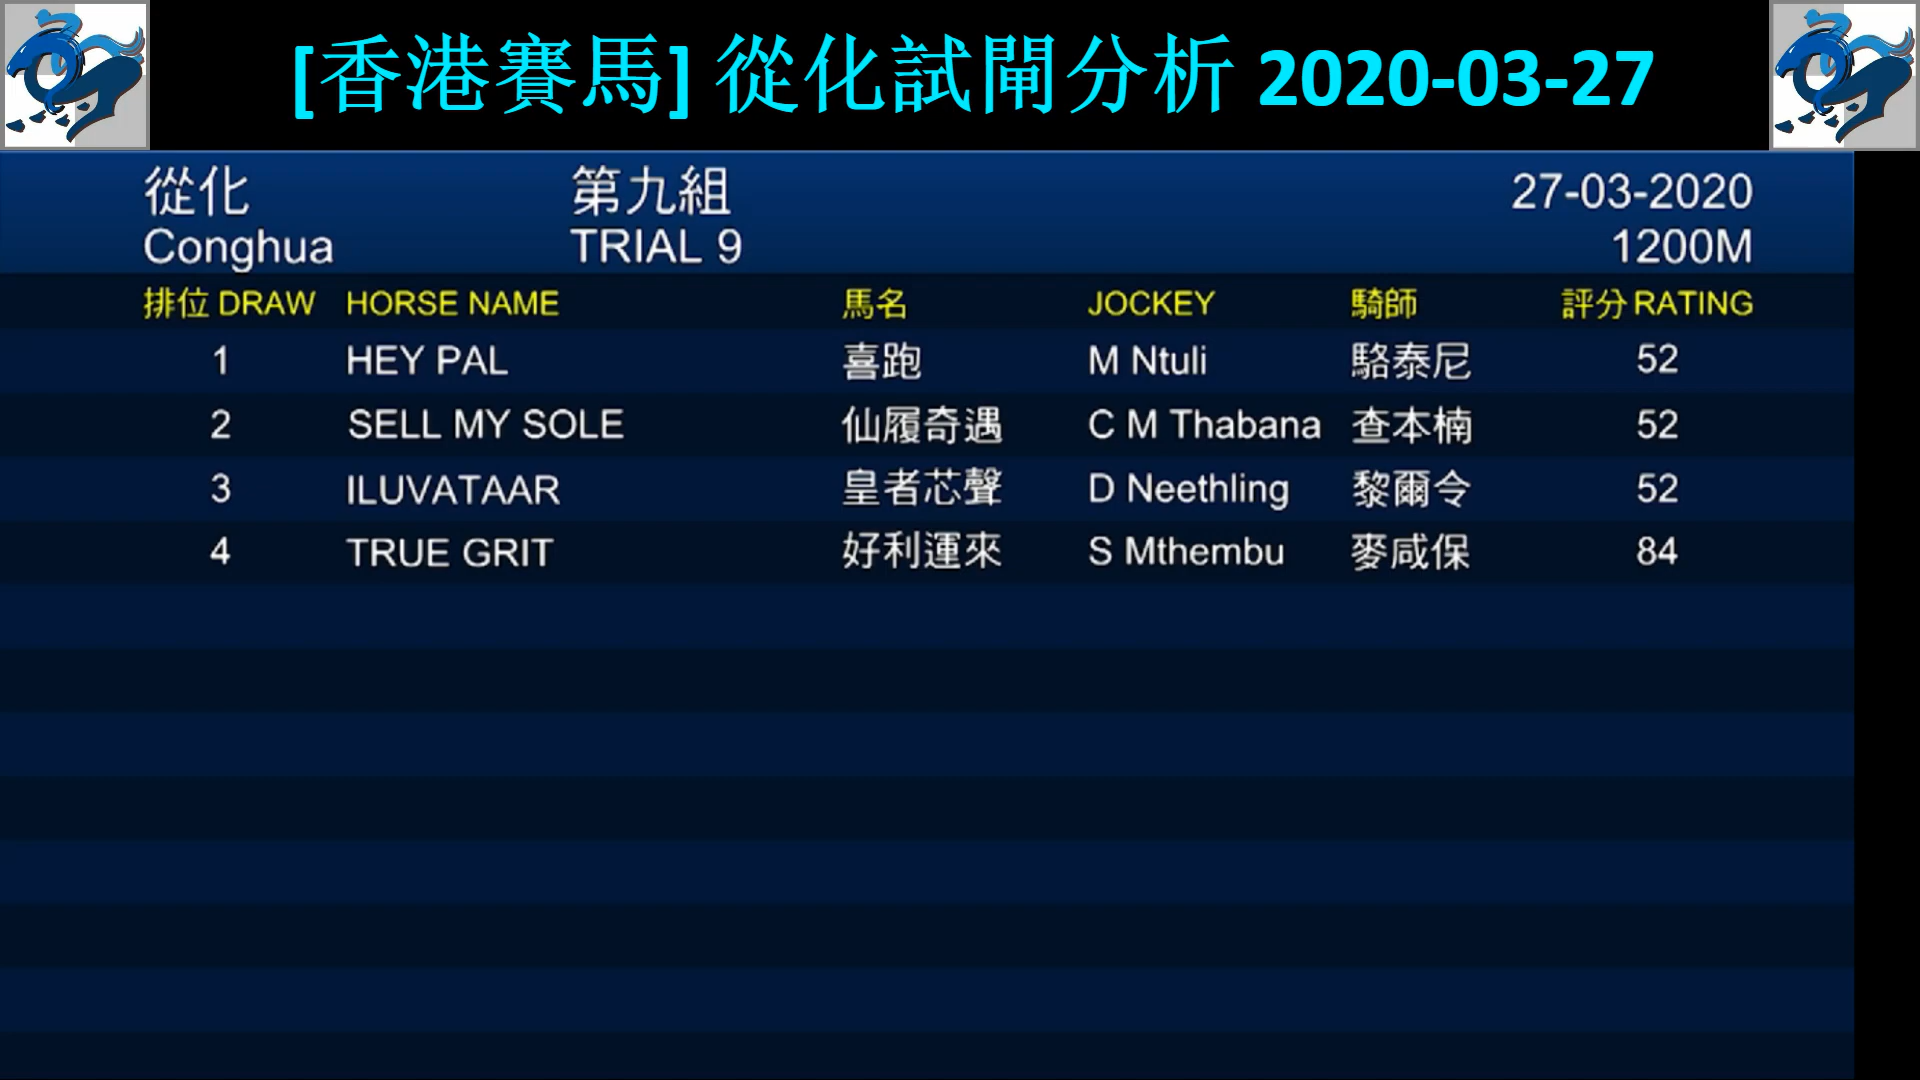 [香港賽馬] 從化試閘分析 2020-03-27
從化 第九組 27-03-2020
Conghua TRIAL 9 1200M
排位 DRAW HORSE NAME 馬名 JOCKEY 騎師 評分 RATING
1 HEY PAL 喜跑 M Ntuli 駱泰尼 52
2 SELL MY SOLE 仙履奇遇 C M Thabana 查本楠 52
3 ILUVATAAR 皇者芯聲 D Neethling 黎爾令 52
4 TRUE GRIT 好利運來 S Mthembu 麥咸保 84